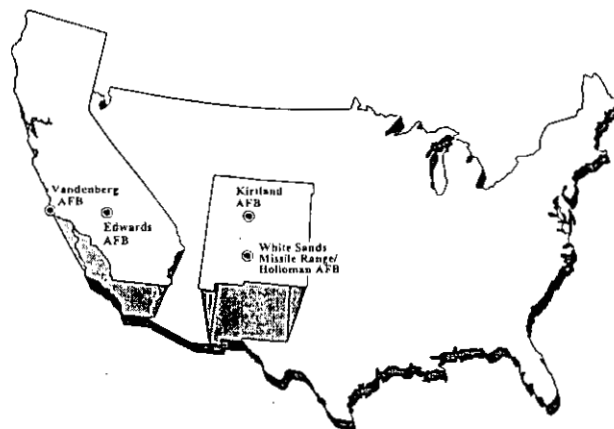 Vandenberg
AFB
Edwards
AFB
Kirtland
AFB
White Sands
Missile Range/
Holloman AFB